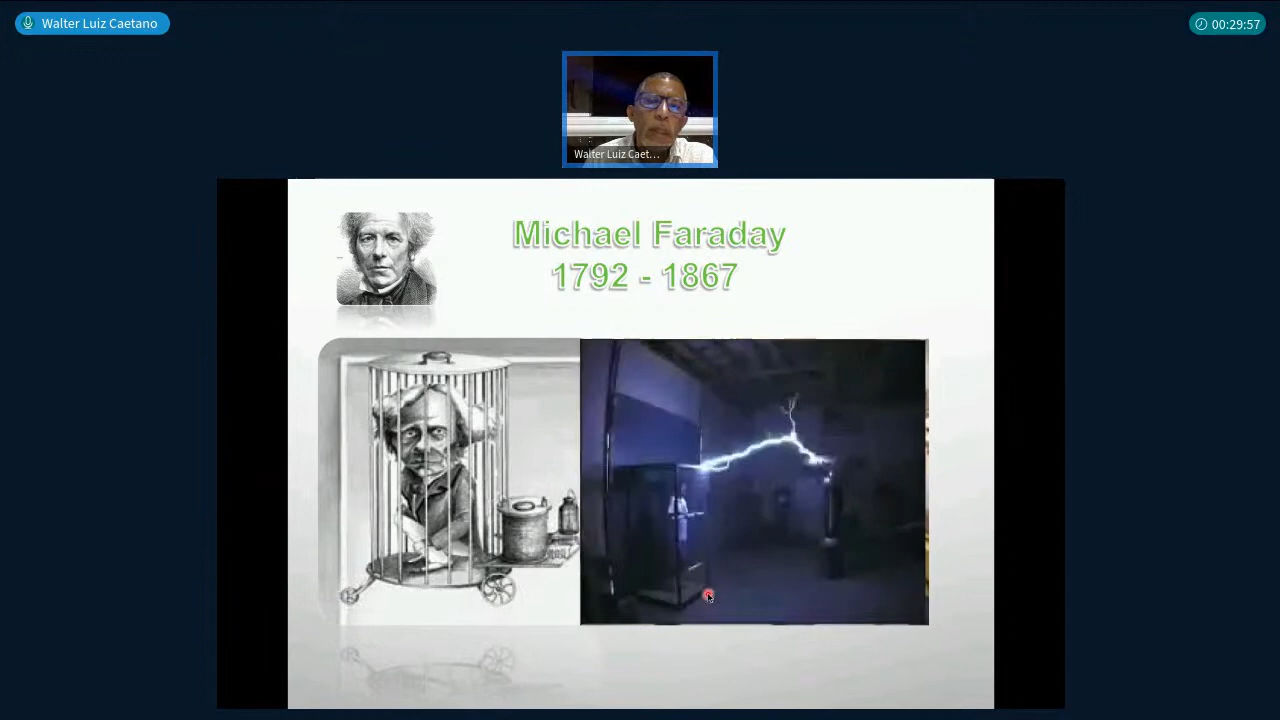 Walter Luiz Caetano
00:29:57
Walter Luiz Caet...
Michael Faraday
1792 - 1867